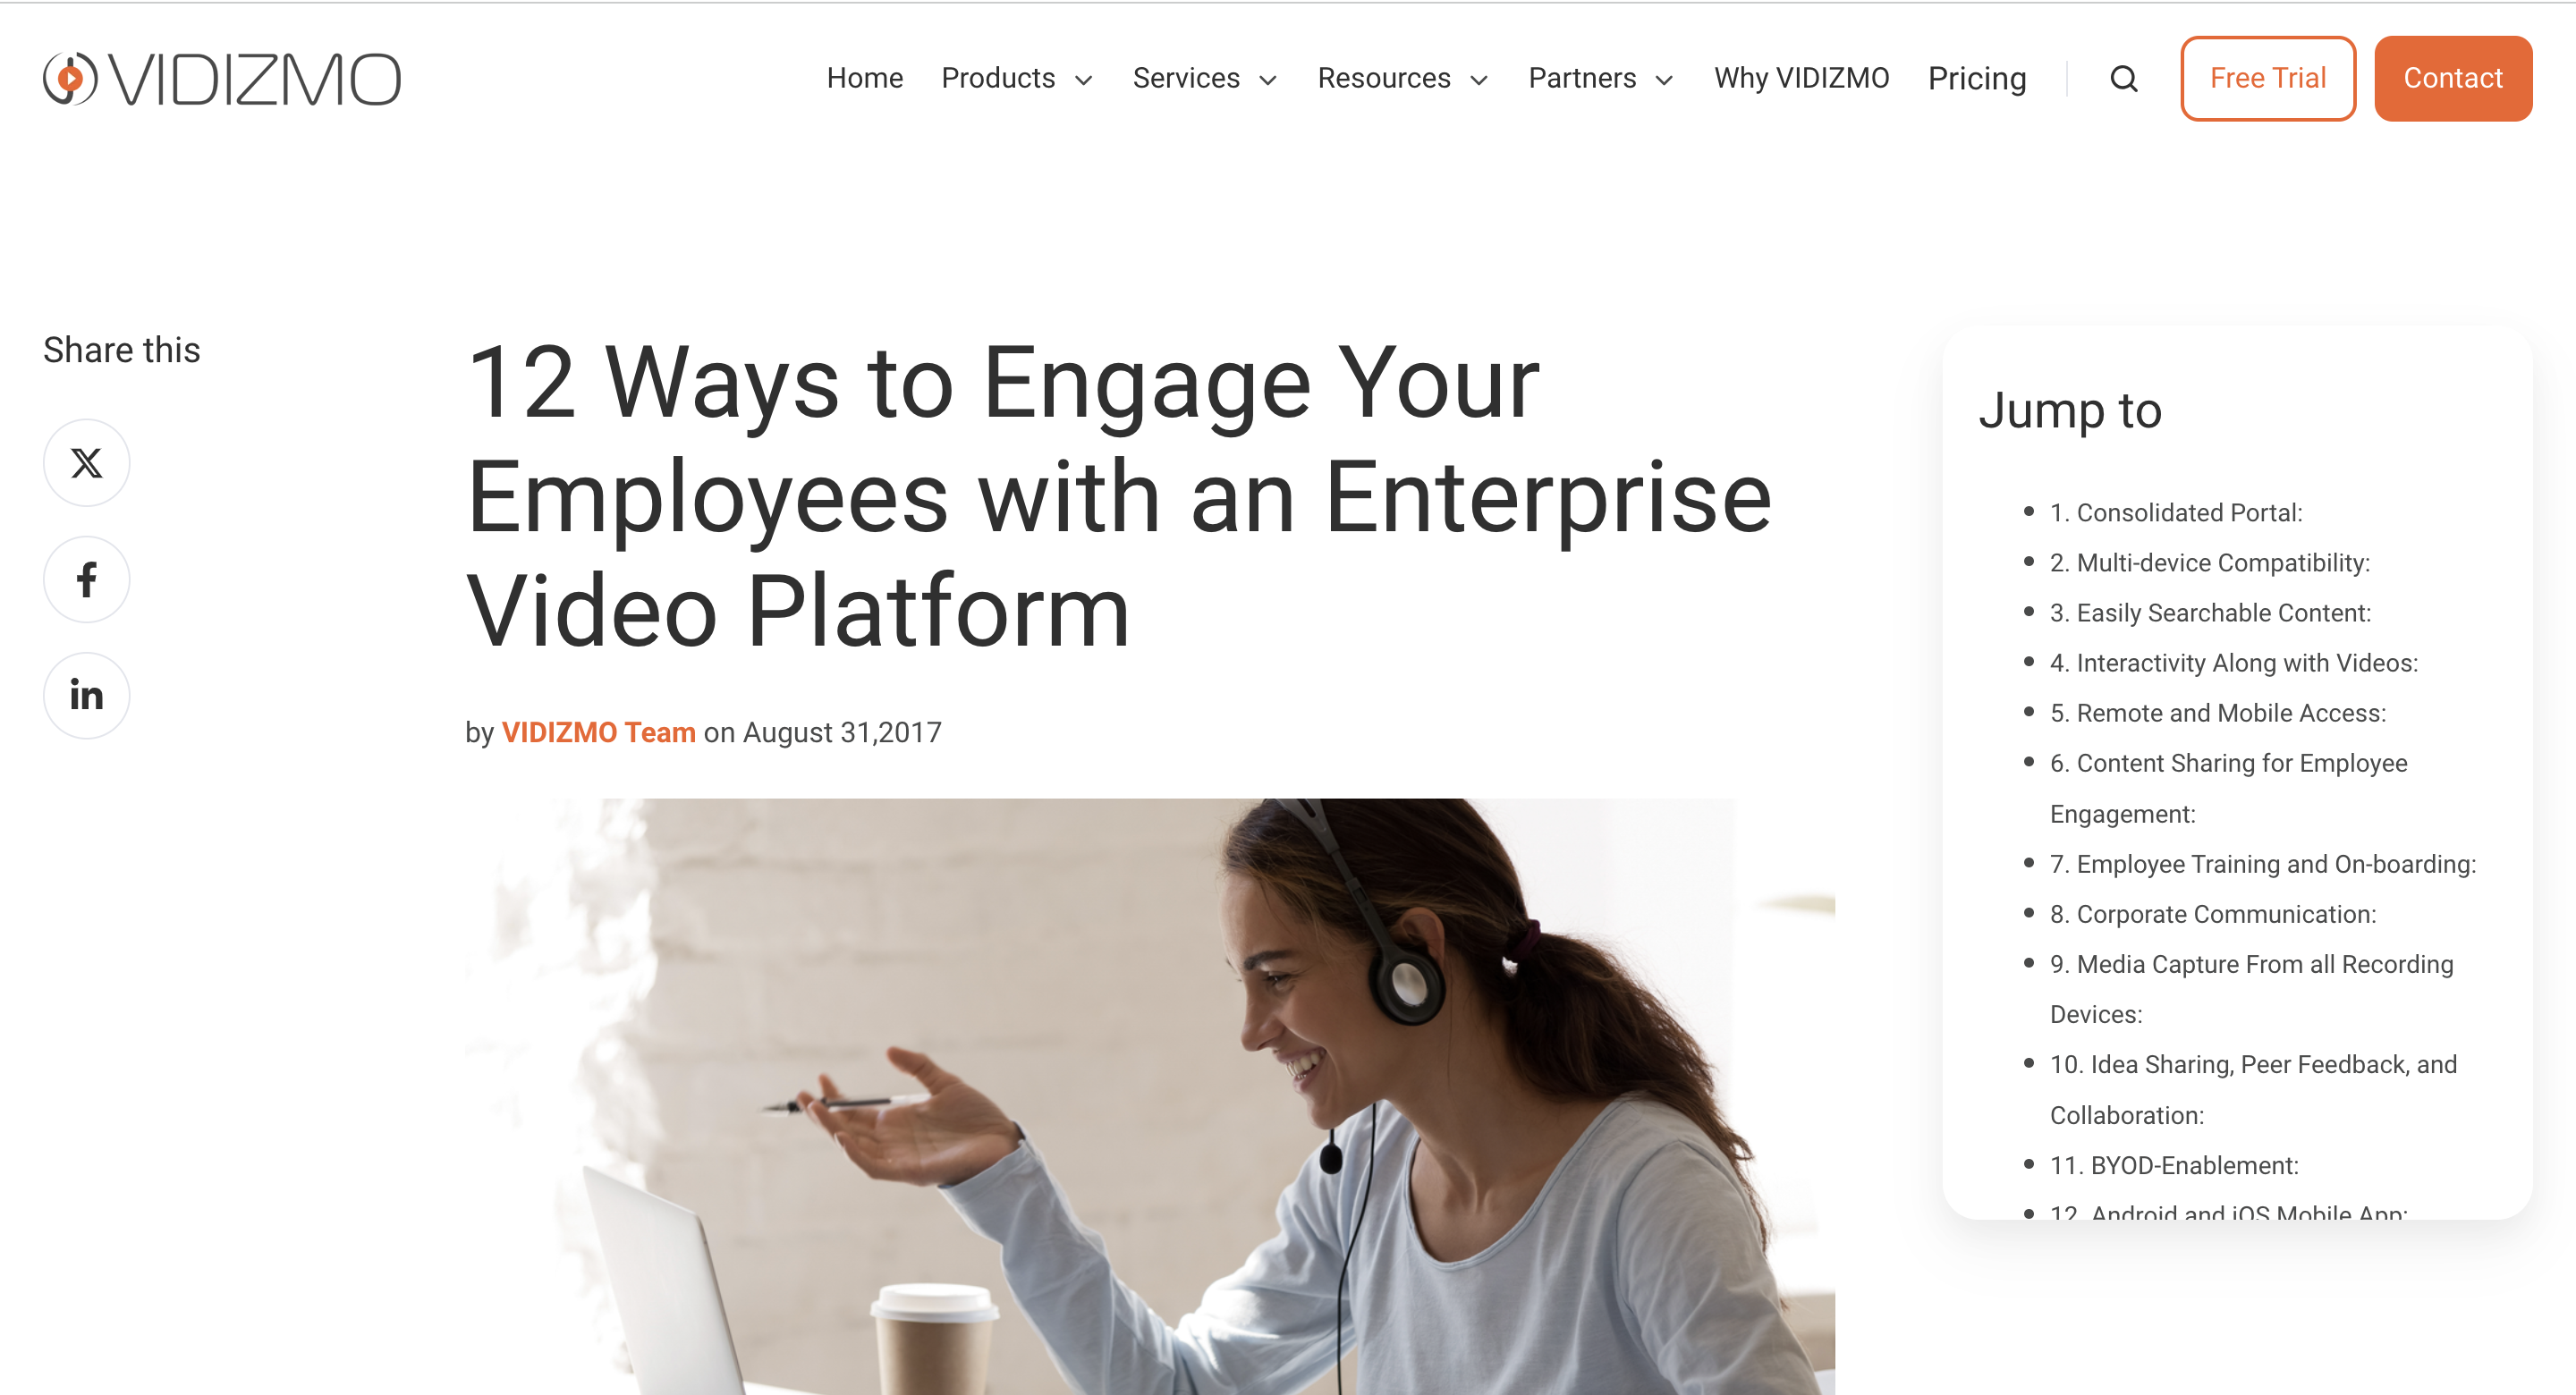 VIDIZMO
Home Products Services Resources Partners Why VIDIZMO Pricing Free Trial Contact
Share this
12 Ways to Engage Your
Employees with an Enterprise
Video Platform
by VIDIZMO Team on August 31,2017
Jump to
1. Consolidated Portal:
2. Multi-device Compatibility:
3. Easily Searchable Content:
4. Interactivity Along with Videos:
5. Remote and Mobile Access:
6. Content Sharing for Employee
Engagement:
7. Employee Training and On-boarding:
8. Corporate Communication:
9. Media Capture From all Recording
Devices:
10. Idea Sharing, Peer Feedback, and
Collaboration:
11. BYOD-Enablement:
12. Android and iOS Mobile App: